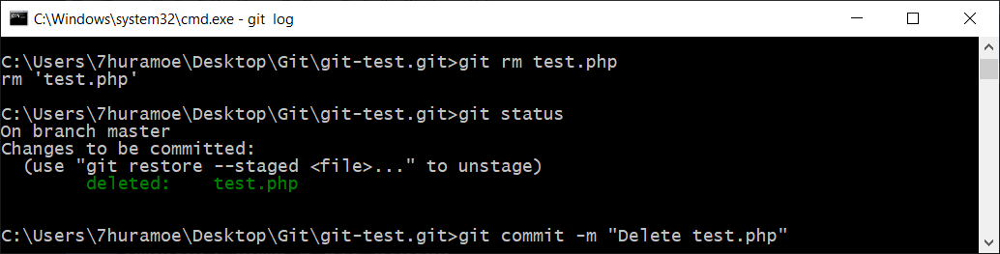 C:\Windows\system32\cmd.exe - git  log
C:\Users\7huramoe\Desktop\Git\git-test.git>git rm test.php
rm 'test.php'
C:\Users\7huramoe\Desktop\Git\git-test.git>git status
On branch master
Changes to be committed:
  (use "git restore --staged <file>..." to unstage)
        deleted:    test.php
C:\Users\7huramoe\Desktop\Git\git-test.git>git commit -m "Delete test.php"